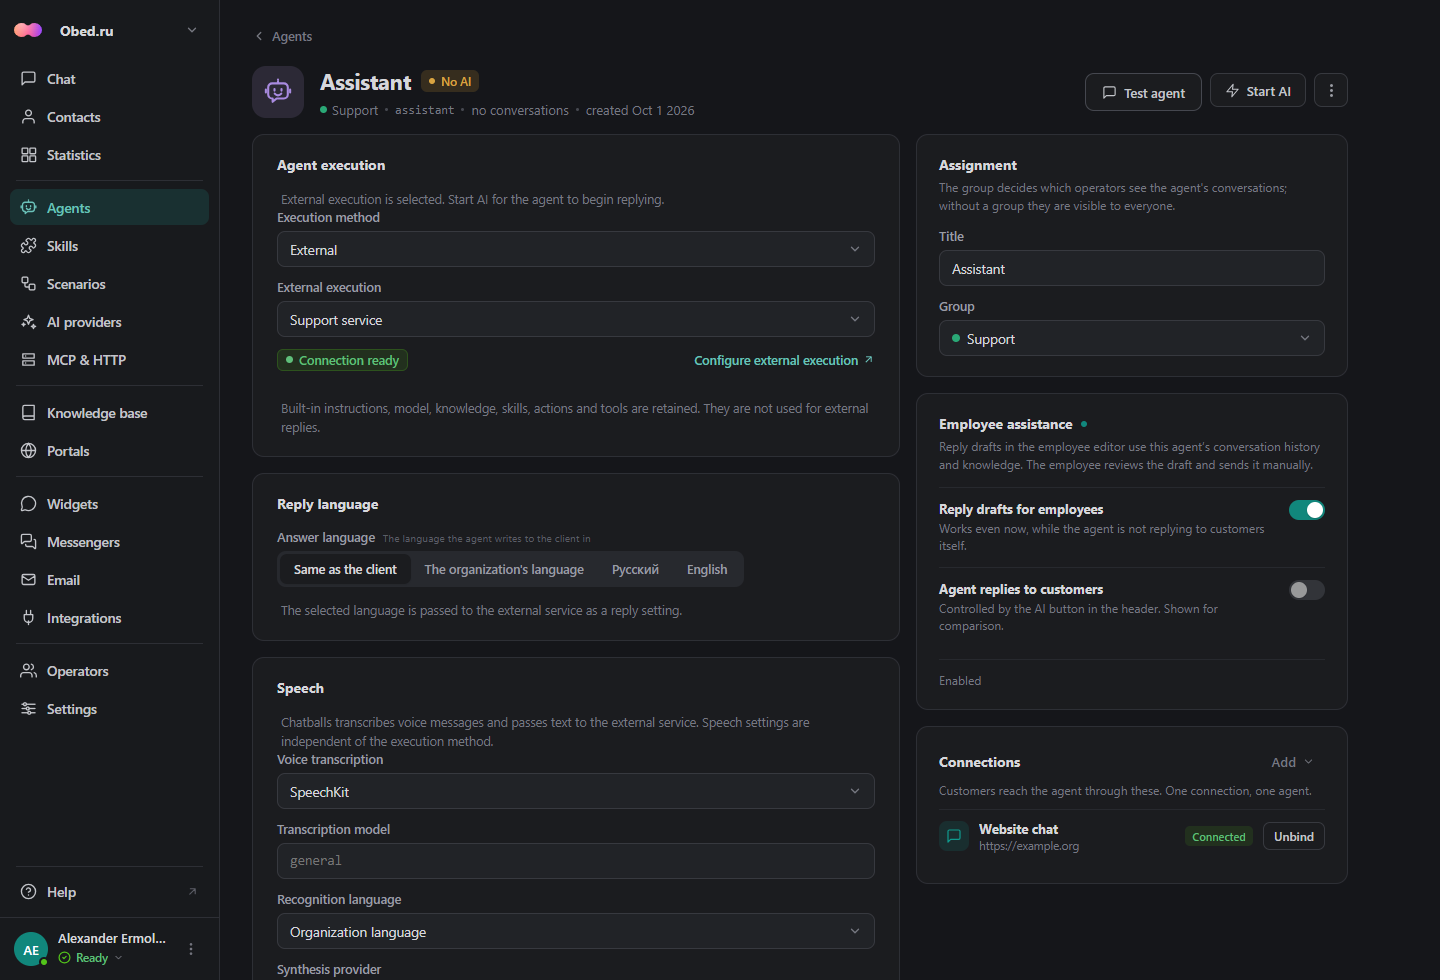 Obed.ru
Chat
Contacts
Statistics
Agents
Skills
Scenarios
AI providers
MCP & HTTP
Knowledge base
Portals
Widgets
Messengers
Email
Integrations
Operators
Settings
Help
AE
Alexander Ermol...
Ready
Agents
Assistant
No AI
Support • assistant • no conversations • created Oct 1 2026
Test agent
Start AI
Agent execution
External execution is selected. Start AI for the agent to begin replying.
Execution method
External
External execution
Support service
Connection ready
Configure external execution
Built-in instructions, model, knowledge, skills, actions and tools are retained. They are not used for external
replies.
Reply language
Answer language The language the agent writes to the client in
Same as the client
The organization's language
Русский
English
The selected language is passed to the external service as a reply setting.
Speech
Chatballs transcribes voice messages and passes text to the external service. Speech settings are
independent of the execution method.
Voice transcription
SpeechKit
Transcription model
general
Recognition language
Organization language
Synthesis provider
Assignment
The group decides which operators see the agent's conversations;
without a group they are visible to everyone.
Title
Assistant
Group
Support
Employee assistance
Reply drafts in the employee editor use this agent's conversation history
and knowledge. The employee reviews the draft and sends it manually.
Reply drafts for employees
Works even now, while the agent is not replying to customers
itself.
Agent replies to customers
Controlled by the AI button in the header. Shown for
comparison.
Enabled
Connections
Add
Customers reach the agent through these. One connection, one agent.
Website chat
https://example.org
Connected
Unbind